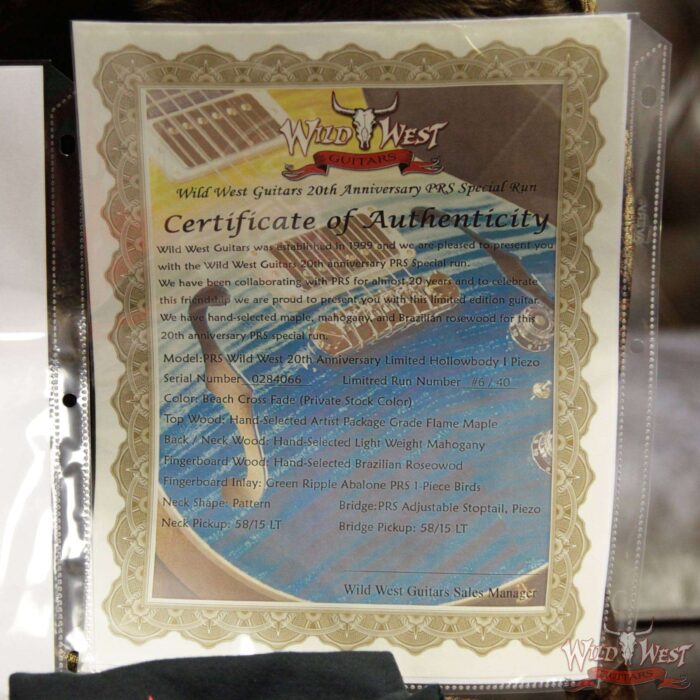 WILD WEST
GUITARS
Wild West Guitars 20th Anniversary PRS Special Run
Certificate of Authenticity
Wild West Guitars was established in 1999 and we are pleased to present you
with the Wild West Guitars 20th anniversary PRS Special run.
We have been collaborating with PRS for almost 20 years and to celebrate
this friendship we are proud to present you with this limited edition guitar.
We have hand-selected maple, mahogany, and Brazilian rosewood for this
20th anniversary PRS special run.
Model:PRS Wild West 20th Anniversary Limited Hollowbody I Piezo
Serial Number 0284066 Limitred Run Number #6 / 40
Color: Beach Cross Fade (Private Stock Color)
Top Wood: Hand-Selected Artist Package Grade Flame Maple
Back / Neck Wood: Hand-Selected Light Weight Mahogany
Fingerboard Wood: Hand-Selected Brazilian Roseowod
Fingerboard Inlay: Green Ripple Abalone PRS 1-Piece Birds
Neck Shape: Pattern Bridge:PRS Adjustable Stoptail, Piezo
Neck Pickup: 58/15 LT Bridge Pickup: 58/15 LT
Wild West Guitars Sales Manager
WILD WEST
GUITARS